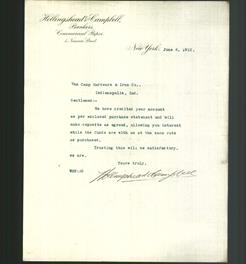 Hollingshead & Campbell,
Bankers
Commercial Paper
New York. June 6, 1912.
Van Camp Hardware & Iron Co.,
Indianapolis, Ind.
Gentlemen:-
We have credited your account
as per enclosed purchase statement and will
make deposits as agreed, allowing you interest
while the funds are with us at the same rate
as purchased.
Trusting this will be satisfactory,
we are,
Yours truly,
Hollingshead & Campbell